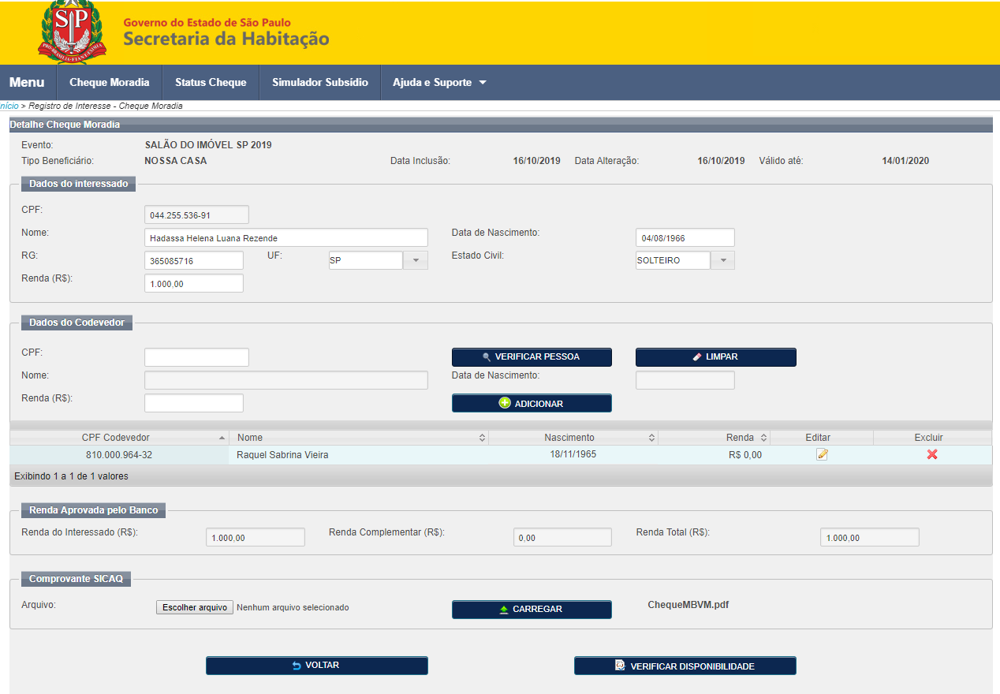 SP
PRO·BRASILIA·FIANT·EXIMIA
Governo do Estado de São Paulo
Secretaria da Habitação
Menu Cheque Moradia Status Cheque Simulador Subsídio Ajuda e Suporte
nício > Registro de Interesse - Cheque Moradia
Detalhe Cheque Moradia
Evento: SALÃO DO IMÓVEL SP 2019
Tipo Beneficiário: NOSSA CASA Data Inclusão: 16/10/2019 Data Alteração: 16/10/2019 Válido até: 14/01/2020
Dados do interessado
CPF: 044.255.536-91
Nome: Hadassa Helena Luana Rezende Data de Nascimento: 04/08/1966
RG: 365085716 UF: SP Estado Civil: SOLTEIRO
Renda (R$): 1.000,00
Dados do Codevedor
CPF: VERIFICAR PESSOA LIMPAR
Nome: Data de Nascimento:
Renda (R$): ADICIONAR
CPF Codevedor Nome Nascimento Renda Editar Excluir
810.000.964-32 Raquel Sabrina Vieira 18/11/1965 R$ 0,00
Exibindo 1 a 1 de 1 valores
Renda Aprovada pelo Banco
Renda do Interessado (R$): 1.000,00 Renda Complementar (R$): 0,00 Renda Total (R$): 1.000,00
Comprovante SICAQ
Arquivo: Escolher arquivo Nenhum arquivo selecionado CARREGAR ChequeMBVM.pdf
VOLTAR VERIFICAR DISPONIBILIDADE